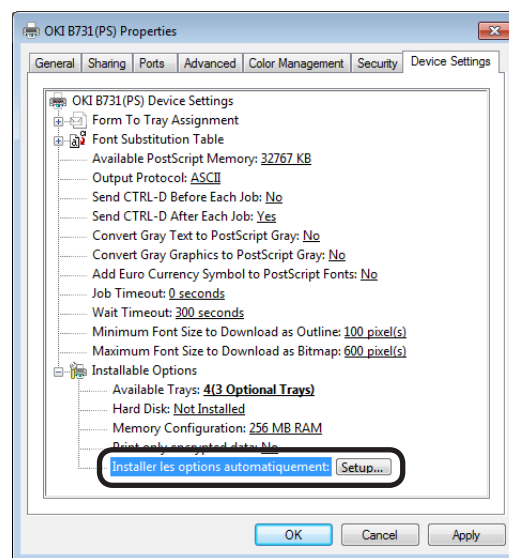 OKI B731(PS) Properties
General Sharing Ports Advanced Color Management Security Device Settings
OKI B731(PS) Device Settings
Form To Tray Assignment
Font Substitution Table
Available PostScript Memory: 32767 KB
Output Protocol: ASCII
Send CTRL-D Before Each Job: No
Send CTRL-D After Each Job: Yes
Convert Gray Text to PostScript Gray: No
Convert Gray Graphics to PostScript Gray: No
Add Euro Currency Symbol to PostScript Fonts: No
Job Timeout: 0 seconds
Wait Timeout: 300 seconds
Minimum Font Size to Download as Outline: 100 pixel(s)
Maximum Font Size to Download as Bitmap: 600 pixel(s)
Installable Options
Available Trays: 4(3 Optional Trays)
Hard Disk: Not Installed
Memory Configuration: 256 MB RAM
Print only encrypted data: No
Installer les options automatiquement: Setup...
OK Cancel Apply